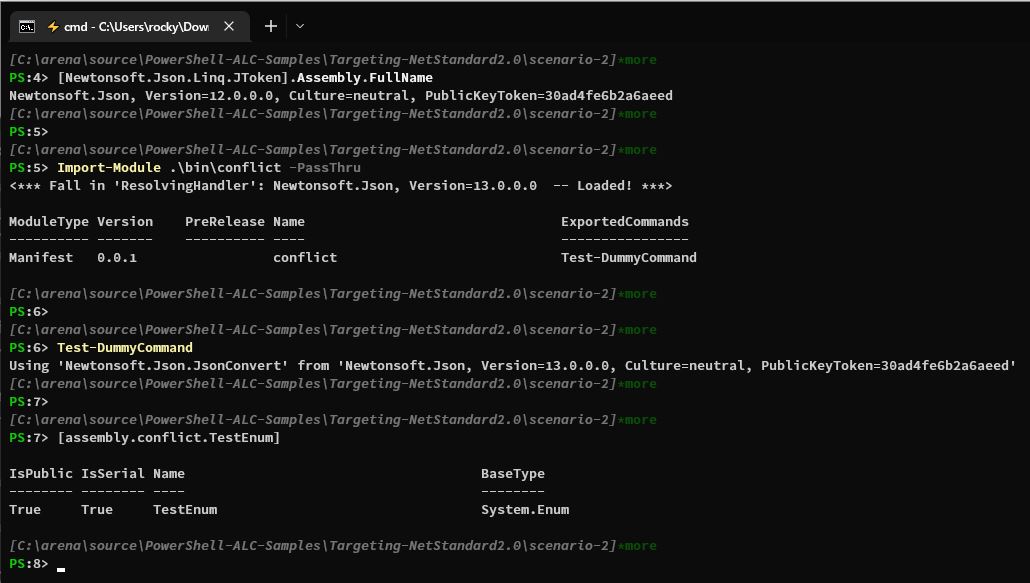 cmd - C:\Users\rocky\Dow
[C:\arena\source\PowerShell-ALC-Samples\Targeting-NetStandard2.0\scenario-2]*more
PS:4> [Newtonsoft.Json.Linq.JToken].Assembly.FullName
Newtonsoft.Json, Version=12.0.0.0, Culture=neutral, PublicKeyToken=30ad4fe6b2a6aeed
[C:\arena\source\PowerShell-ALC-Samples\Targeting-NetStandard2.0\scenario-2]*more
PS:5>
[C:\arena\source\PowerShell-ALC-Samples\Targeting-NetStandard2.0\scenario-2]*more
PS:5> Import-Module .\bin\conflict -PassThru
<*** Fall in 'ResolvingHandler': Newtonsoft.Json, Version=13.0.0.0  -- Loaded! ***>
ModuleType Version    PreRelease Name                                ExportedCommands
---------- -------    ---------- ----                                ----------------
Manifest   0.0.1                 conflict                            Test-DummyCommand
[C:\arena\source\PowerShell-ALC-Samples\Targeting-NetStandard2.0\scenario-2]*more
PS:6>
[C:\arena\source\PowerShell-ALC-Samples\Targeting-NetStandard2.0\scenario-2]*more
PS:6> Test-DummyCommand
Using 'Newtonsoft.Json.JsonConvert' from 'Newtonsoft.Json, Version=13.0.0.0, Culture=neutral, PublicKeyToken=30ad4fe6b2a6aeed'
[C:\arena\source\PowerShell-ALC-Samples\Targeting-NetStandard2.0\scenario-2]*more
PS:7>
[C:\arena\source\PowerShell-ALC-Samples\Targeting-NetStandard2.0\scenario-2]*more
PS:7> [assembly.conflict.TestEnum]
IsPublic IsSerial Name                                     BaseType
-------- -------- ----                                     --------
True     True     TestEnum                                 System.Enum
[C:\arena\source\PowerShell-ALC-Samples\Targeting-NetStandard2.0\scenario-2]*more
PS:8>